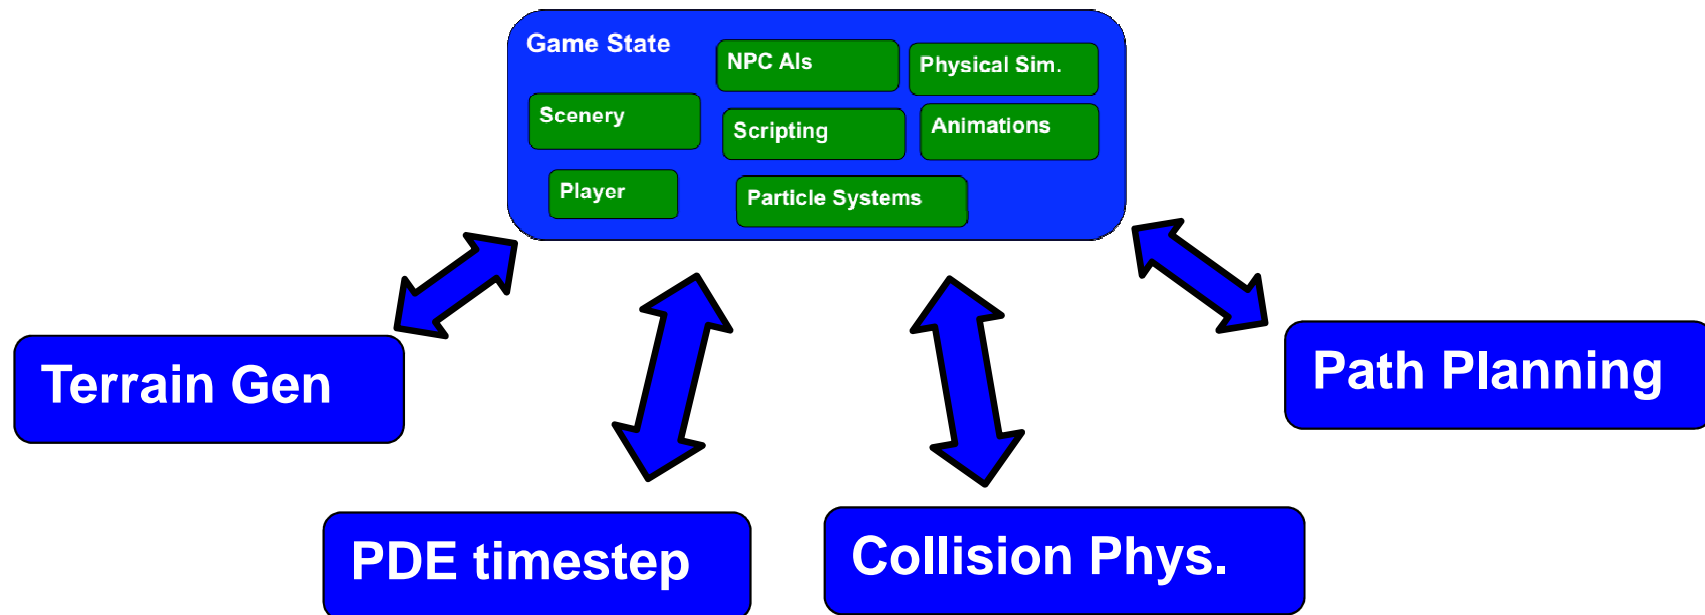 Game State
NPC AIs
Physical Sim.
Scenery
Scripting
Animations
Player
Particle Systems
Terrain Gen
Path Planning
PDE timestep
Collision Phys.